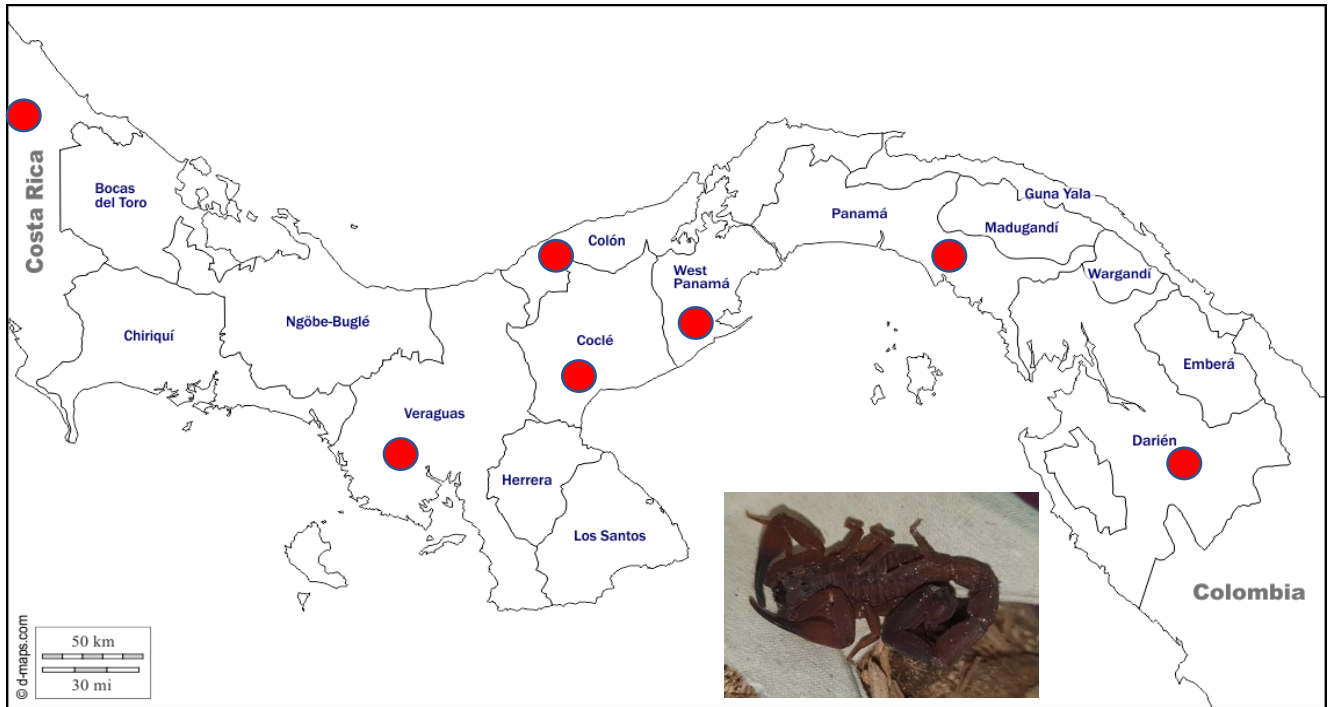 Costa Rica
Bocas
del Toro
Chiriquí
Ngöbe-Buglé
Veraguas
Herrera
Los Santos
Coclé
Colón
West
Panamá
Panamá
Guna Yala
Madugandí
Wargandí
Emberá
Darién
Colombia
© d-maps.com
50 km
30 mi